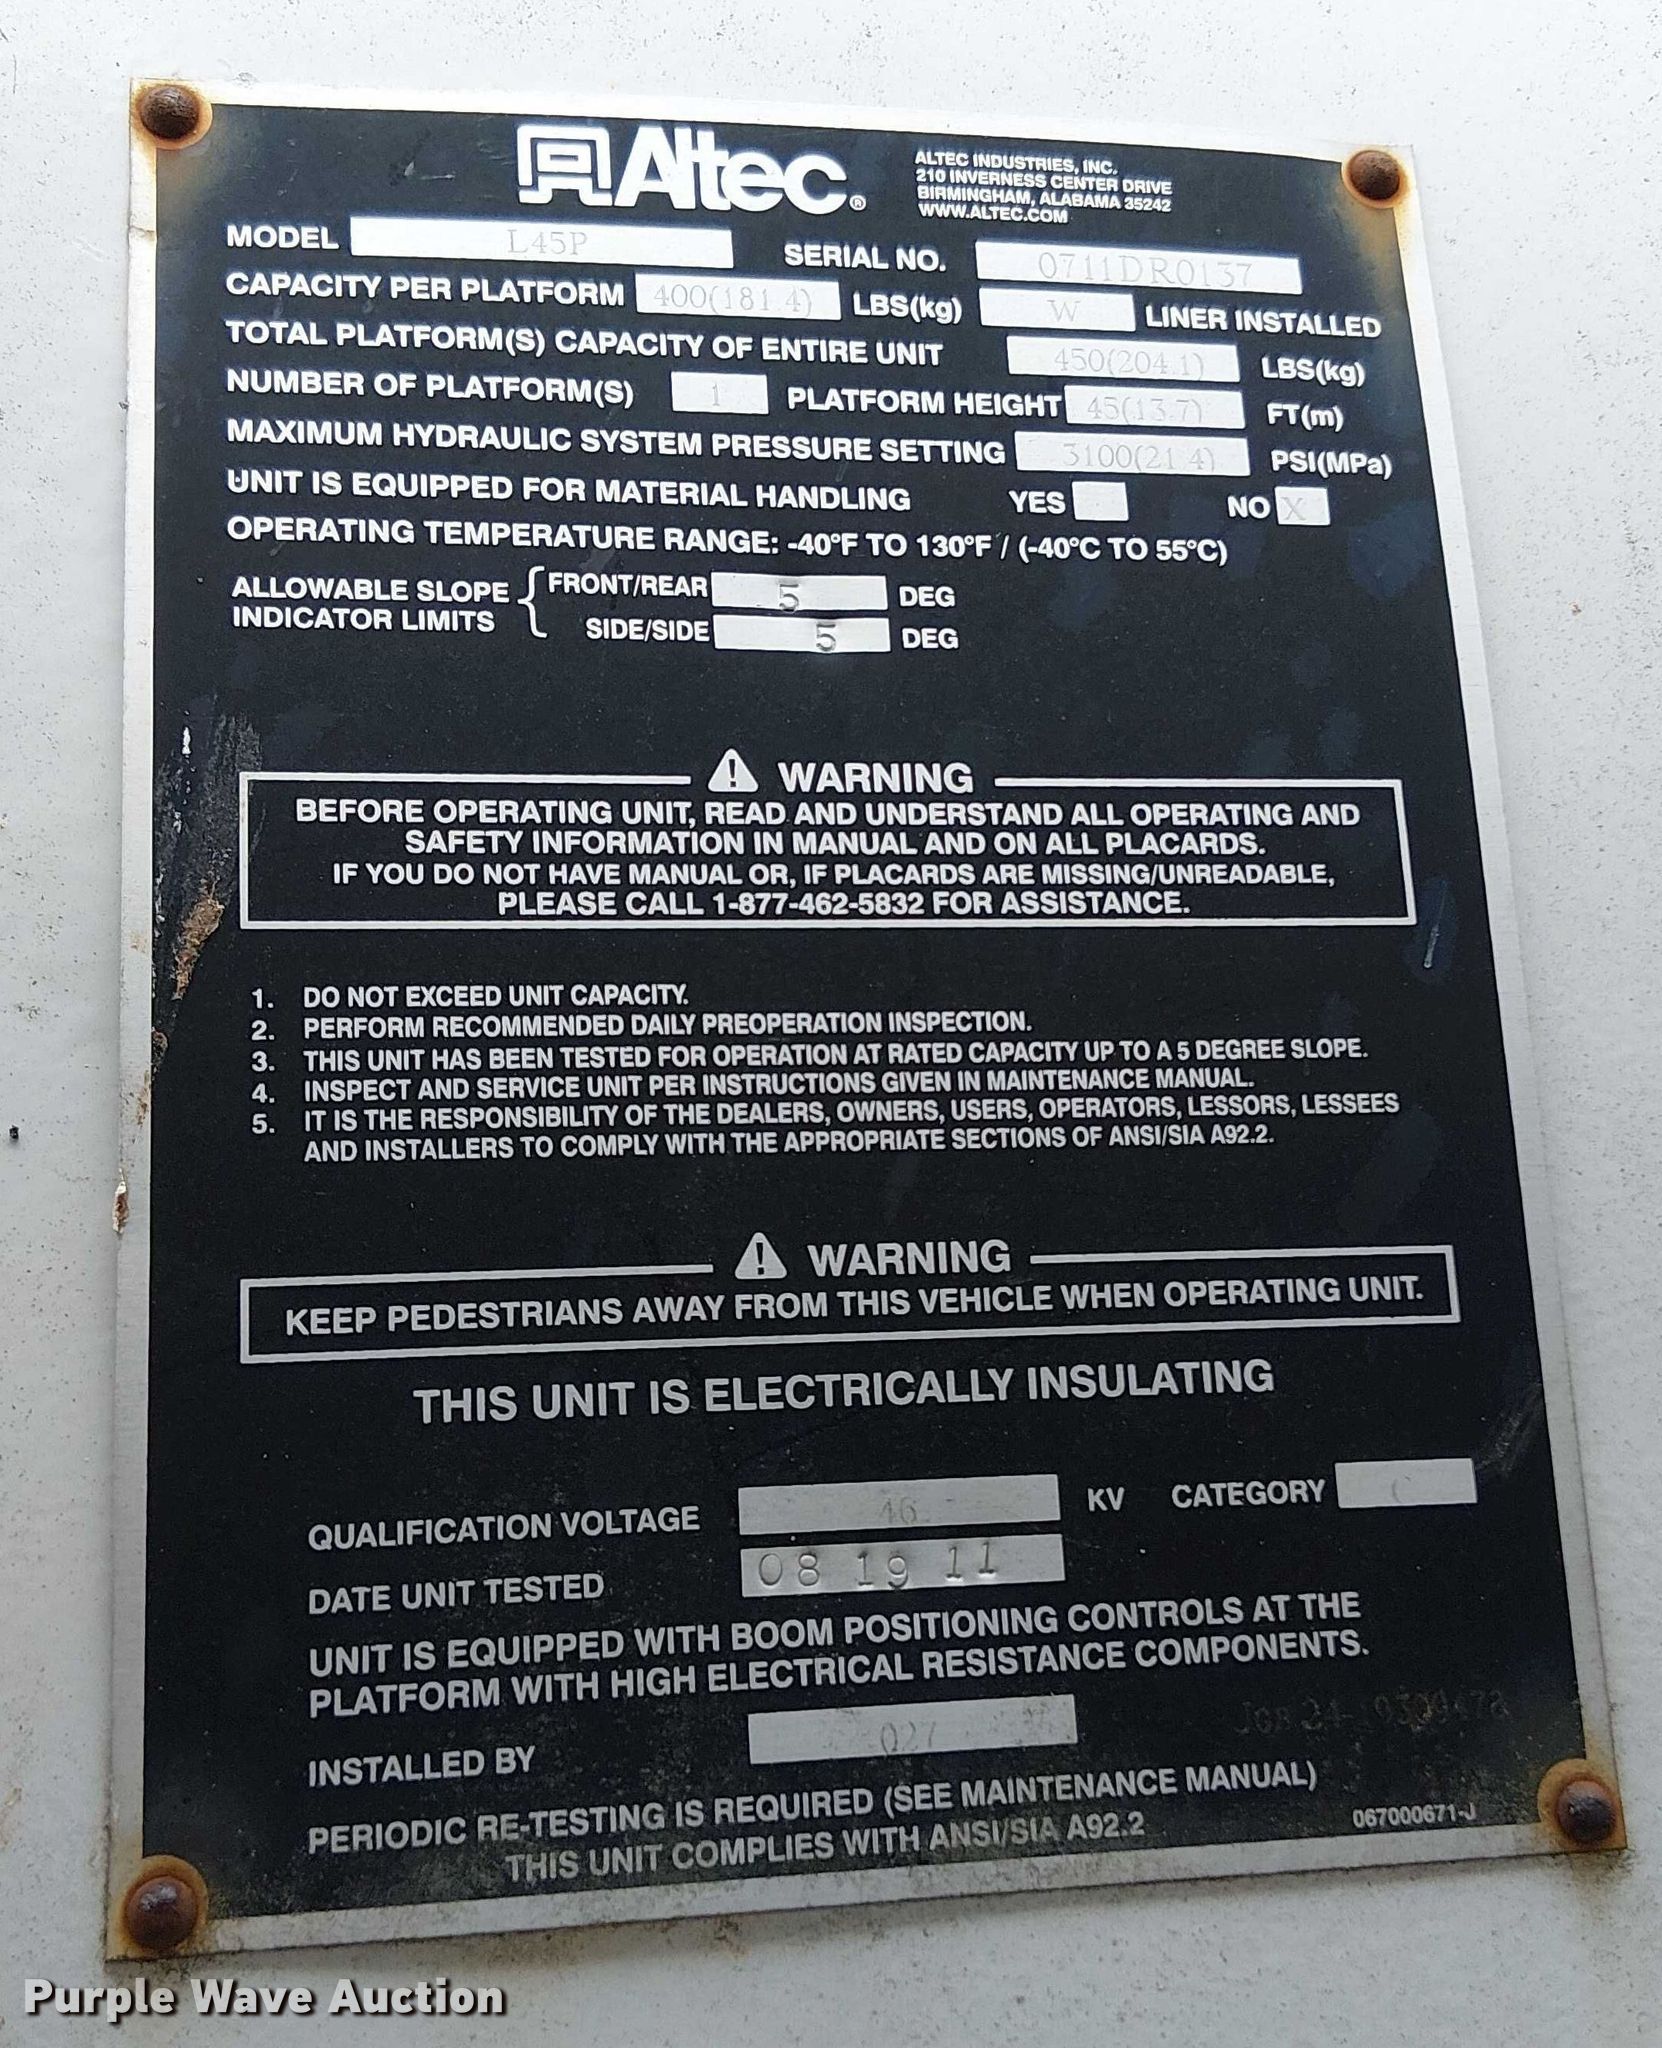 Altec®
ALTEC INDUSTRIES, INC.
210 INVERNESS CENTER DRIVE
BIRMINGHAM, ALABAMA 35242
WWW.ALTEC.COM
MODEL L45P SERIAL NO. 0711DR0137
CAPACITY PER PLATFORM 400(181.4) LBS(kg) W LINER INSTALLED
TOTAL PLATFORM(S) CAPACITY OF ENTIRE UNIT 450(204.1) LBS(kg)
NUMBER OF PLATFORM(S) 1 PLATFORM HEIGHT 45(13.7) FT(m)
MAXIMUM HYDRAULIC SYSTEM PRESSURE SETTING 3100(21.4) PSI(MPa)
UNIT IS EQUIPPED FOR MATERIAL HANDLING YES NO X
OPERATING TEMPERATURE RANGE: -40°F TO 130°F / (-40°C TO 55°C)
ALLOWABLE SLOPE INDICATOR LIMITS { FRONT/REAR 5 DEG
SIDE/SIDE 5 DEG
WARNING
BEFORE OPERATING UNIT, READ AND UNDERSTAND ALL OPERATING AND
SAFETY INFORMATION IN MANUAL AND ON ALL PLACARDS.
IF YOU DO NOT HAVE MANUAL OR, IF PLACARDS ARE MISSING/UNREADABLE,
PLEASE CALL 1-877-462-5832 FOR ASSISTANCE.
1. DO NOT EXCEED UNIT CAPACITY.
2. PERFORM RECOMMENDED DAILY PREOPERATION INSPECTION.
3. THIS UNIT HAS BEEN TESTED FOR OPERATION AT RATED CAPACITY UP TO A 5 DEGREE SLOPE.
4. INSPECT AND SERVICE UNIT PER INSTRUCTIONS GIVEN IN MAINTENANCE MANUAL.
5. IT IS THE RESPONSIBILITY OF THE DEALERS, OWNERS, USERS, OPERATORS, LESSORS, LESSEES
AND INSTALLERS TO COMPLY WITH THE APPROPRIATE SECTIONS OF ANSI/SIA A92.2.
WARNING
KEEP PEDESTRIANS AWAY FROM THIS VEHICLE WHEN OPERATING UNIT.
THIS UNIT IS ELECTRICALLY INSULATING
QUALIFICATION VOLTAGE 46 KV CATEGORY C
DATE UNIT TESTED 08 19 11
UNIT IS EQUIPPED WITH BOOM POSITIONING CONTROLS AT THE
PLATFORM WITH HIGH ELECTRICAL RESISTANCE COMPONENTS.
INSTALLED BY 027
PERIODIC RE-TESTING IS REQUIRED (SEE MAINTENANCE MANUAL)
THIS UNIT COMPLIES WITH ANSI/SIA A92.2
067000671-J
Purple Wave Auction